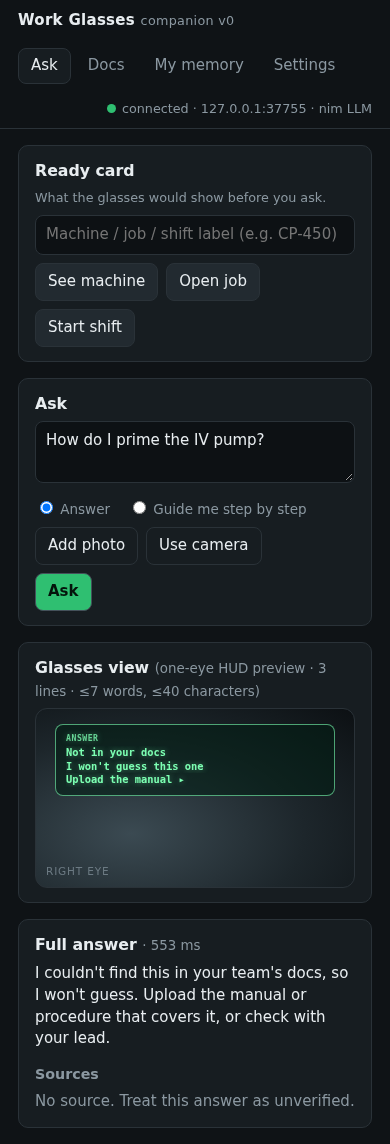 Work Glasses companion v0
Ask Docs My memory Settings
connected · 127.0.0.1:37755 · nim LLM
Ready card
What the glasses would show before you ask.
Machine / job / shift label (e.g. CP-450)
See machine Open job
Start shift
Ask
How do I prime the IV pump?
Answer Guide me step by step
Add photo Use camera
Ask
Glasses view (one-eye HUD preview · 3
lines · ≤7 words, ≤40 characters)
ANSWER
Not in your docs
I won't guess this one
Upload the manual ▸
RIGHT EYE
Full answer · 553 ms
I couldn't find this in your team's docs, so
I won't guess. Upload the manual or
procedure that covers it, or check with
your lead.
Sources
No source. Treat this answer as unverified.